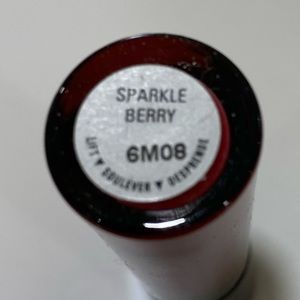 SPARKLE
BERRY
6M08
LIFT ▼ SOULEVER ▼ DESPRENDE